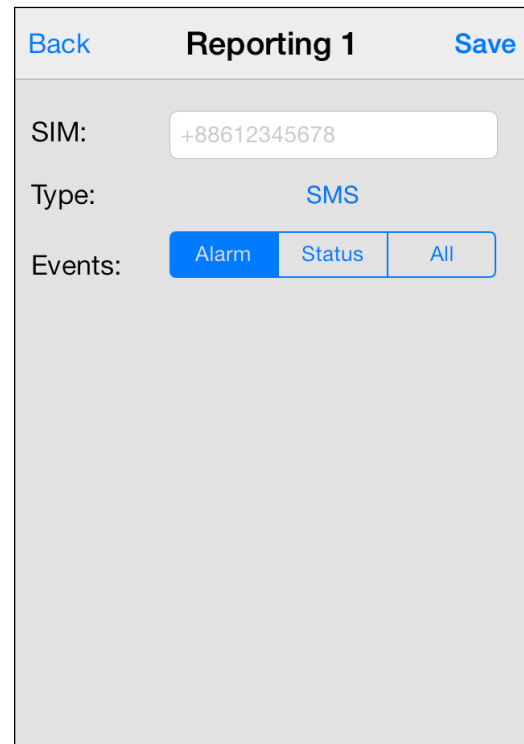 Back Reporting 1 Save
SIM: +88612345678
Type: SMS
Events: Alarm Status All